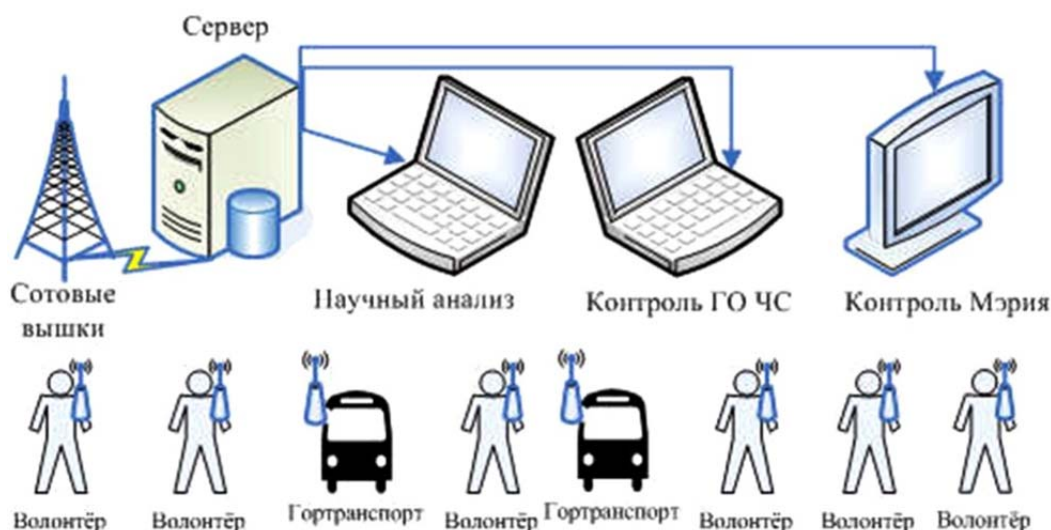 Сервер
Сотовые
вышки
Научный анализ
Контроль ГО ЧС
Контроль Мэрия
Волонтёр
Волонтёр
Гортранспорт
Волонтёр
Гортранспорт
Волонтёр
Волонтёр
Волонтёр